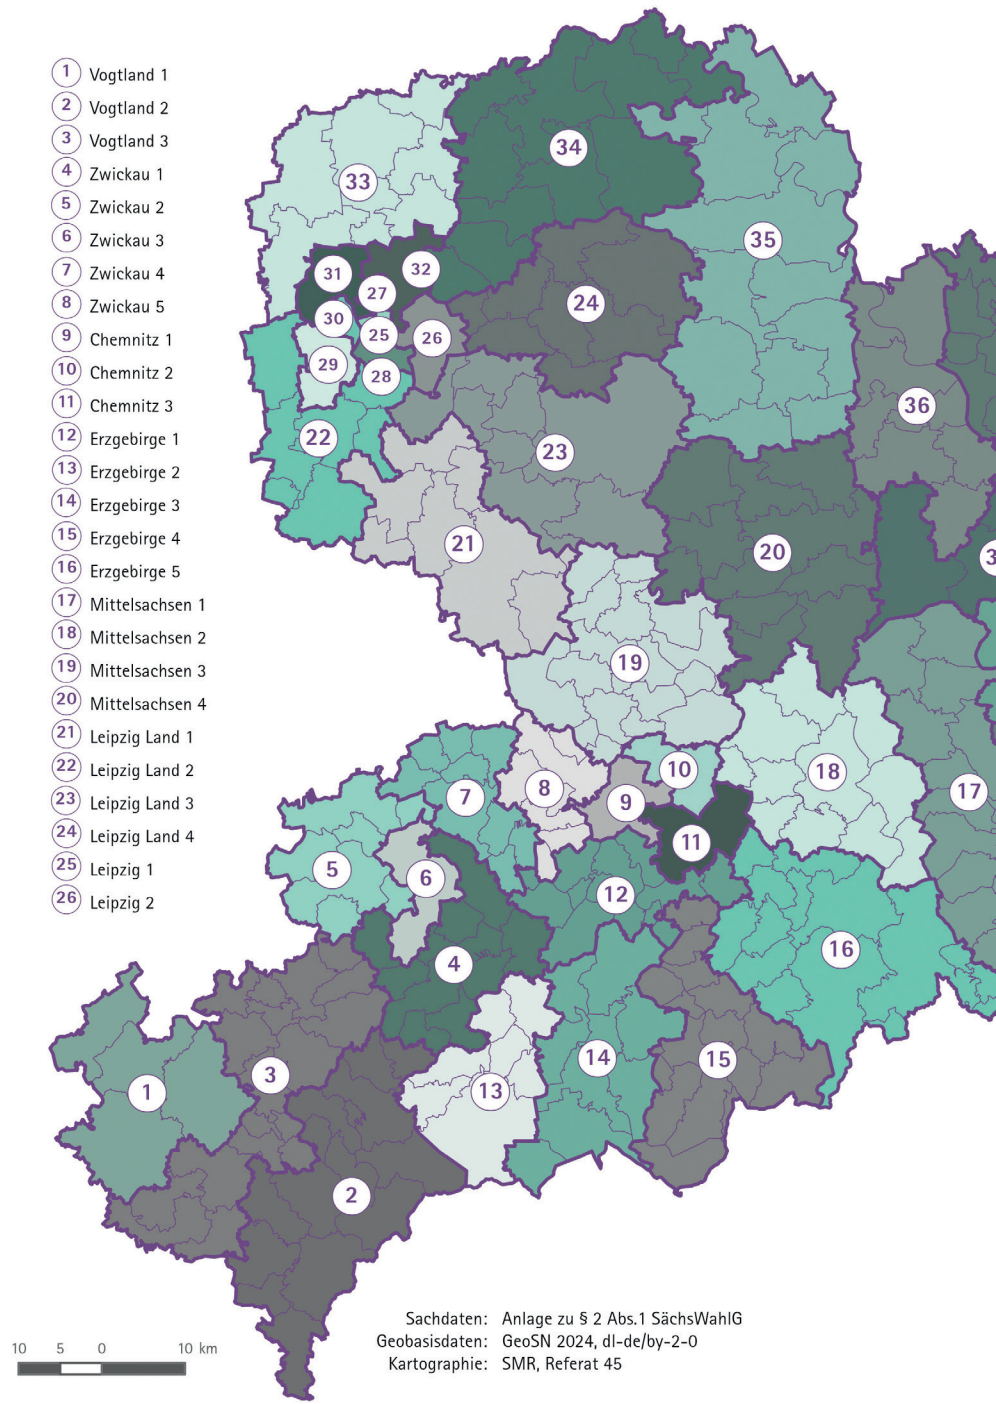 1 Vogtland 1
2 Vogtland 2
3 Vogtland 3
4 Zwickau 1
5 Zwickau 2
6 Zwickau 3
7 Zwickau 4
8 Zwickau 5
9 Chemnitz 1
10 Chemnitz 2
11 Chemnitz 3
12 Erzgebirge 1
13 Erzgebirge 2
14 Erzgebirge 3
15 Erzgebirge 4
16 Erzgebirge 5
17 Mittelsachsen 1
18 Mittelsachsen 2
19 Mittelsachsen 3
20 Mittelsachsen 4
21 Leipzig Land 1
22 Leipzig Land 2
23 Leipzig Land 3
24 Leipzig Land 4
25 Leipzig 1
26 Leipzig 2
34
33
35
31
32
27
24
30
25
26
29
28
36
22
23
21
20
19
10
18
7
8
9
17
11
5
6
12
16
4
14
15
3
13
1
2
Sachdaten: Anlage zu § 2 Abs.1 SächsWahlG
Geobasisdaten: GeoSN 2024, dl-de/by-2-0
Kartographie: SMR, Referat 45
10 5 0 10 km